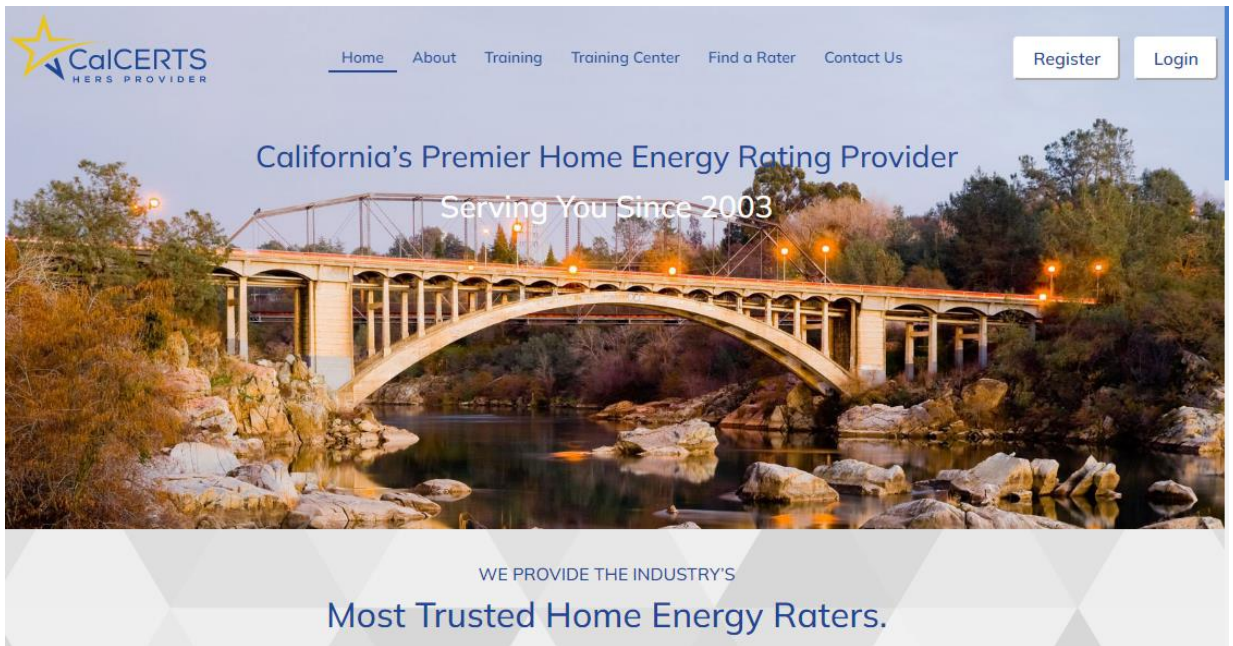 CalCERTS
HERS PROVIDER
Home About Training Training Center Find a Rater Contact Us
Register Login
California's Premier Home Energy Rating Provider
Serving You Since 2003
WE PROVIDE THE INDUSTRY'S
Most Trusted Home Energy Raters.